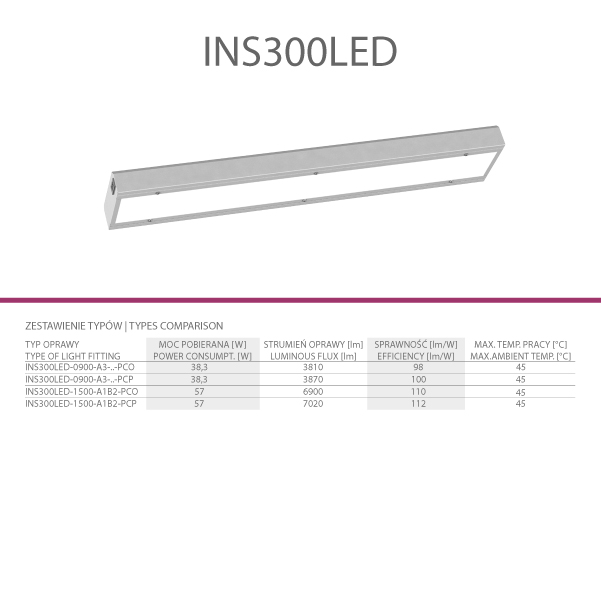 INS300LED
ZESTAWIENIE TYPÓW | TYPES COMPARISON
TYP OPRAWY MOC POBIERANA [W] STRUMIEŃ OPRAWY [lm] SPRAWNOŚĆ [lm/W] MAX. TEMP. PRACY [°C]
TYPE OF LIGHT FITTING POWER CONSUMPT. [W] LUMINOUS FLUX [lm] EFFICIENCY [lm/W] MAX.AMBIENT TEMP. [°C]
INS300LED-0900-A3-..-PCO 38,3 3810 98 45
INS300LED-0900-A3-..-PCP 38,3 3870 100 45
INS300LED-1500-A1B2-PCO 57 6900 110 45
INS300LED-1500-A1B2-PCP 57 7020 112 45